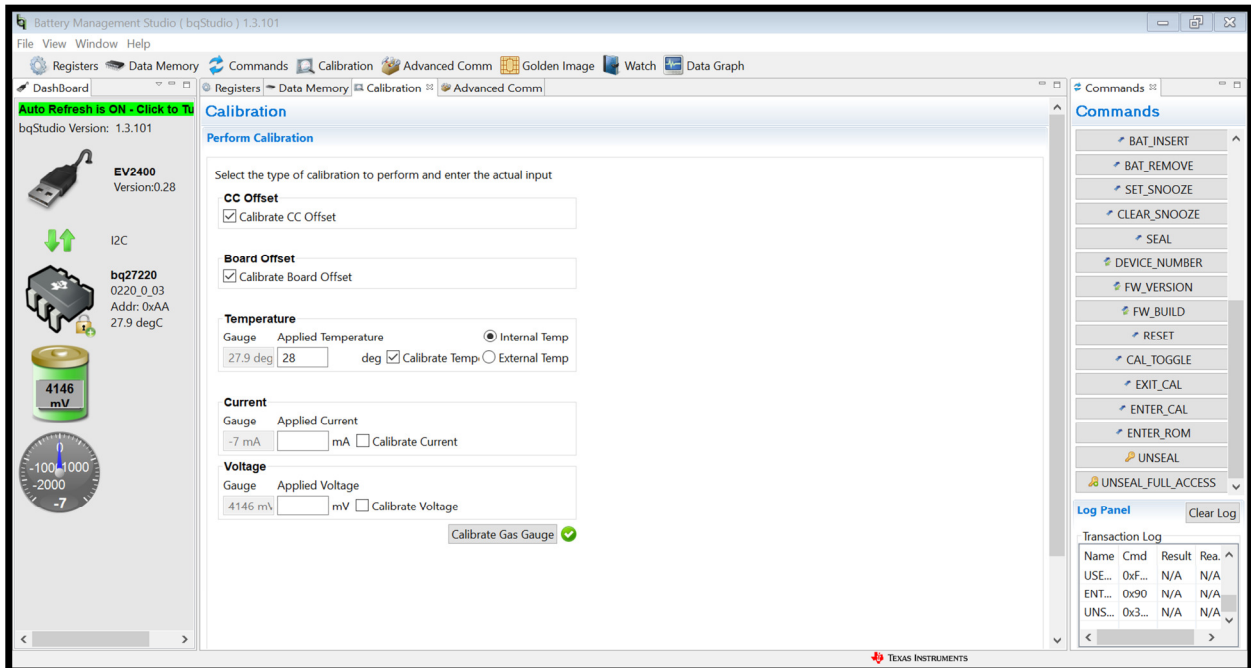 Battery Management Studio ( bqStudio ) 1.3.101
File View Window Help
Registers Data Memory Commands Calibration Advanced Comm Golden Image Watch Data Graph
DashBoard
Auto Refresh is ON - Click to Tu
bqStudio Version: 1.3.101
EV2400
Version:0.28
I2C
bq27220
0220_0_03
Addr: 0xAA
27.9 degC
4146
mV
0
-100 1000
-2000
-7
Registers Data Memory Calibration Advanced Comm
Calibration
Perform Calibration
Select the type of calibration to perform and enter the actual input
CC Offset
Calibrate CC Offset
Board Offset
Calibrate Board Offset
Temperature
Gauge Applied Temperature Internal Temp
27.9 deg 28 deg Calibrate Temp External Temp
Current
Gauge Applied Current
-7 mA mA Calibrate Current
Voltage
Gauge Applied Voltage
4146 mV mV Calibrate Voltage
Calibrate Gas Gauge
Commands
Commands
BAT_INSERT
BAT_REMOVE
SET_SNOOZE
CLEAR_SNOOZE
SEAL
DEVICE_NUMBER
FW_VERSION
FW_BUILD
RESET
CAL_TOGGLE
EXIT_CAL
ENTER_CAL
ENTER_ROM
UNSEAL
UNSEAL_FULL_ACCESS
Log Panel Clear Log
Transaction Log
Name Cmd Result Rea.
USE... 0xF... N/A N/A
ENT... 0x90 N/A N/A
UNS... 0x3... N/A N/A
TEXAS INSTRUMENTS